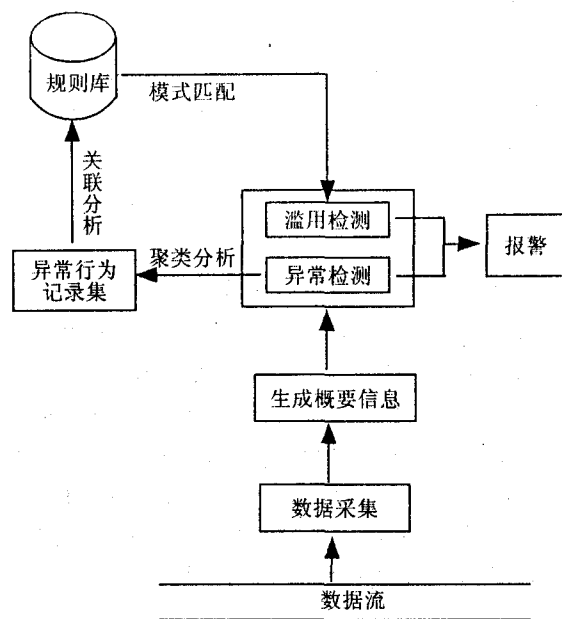 规则库
模式匹配
关联分析
滥用检测
报警
聚类分析
异常检测
异常行为
记录集
生成概要信息
数据采集
数据流